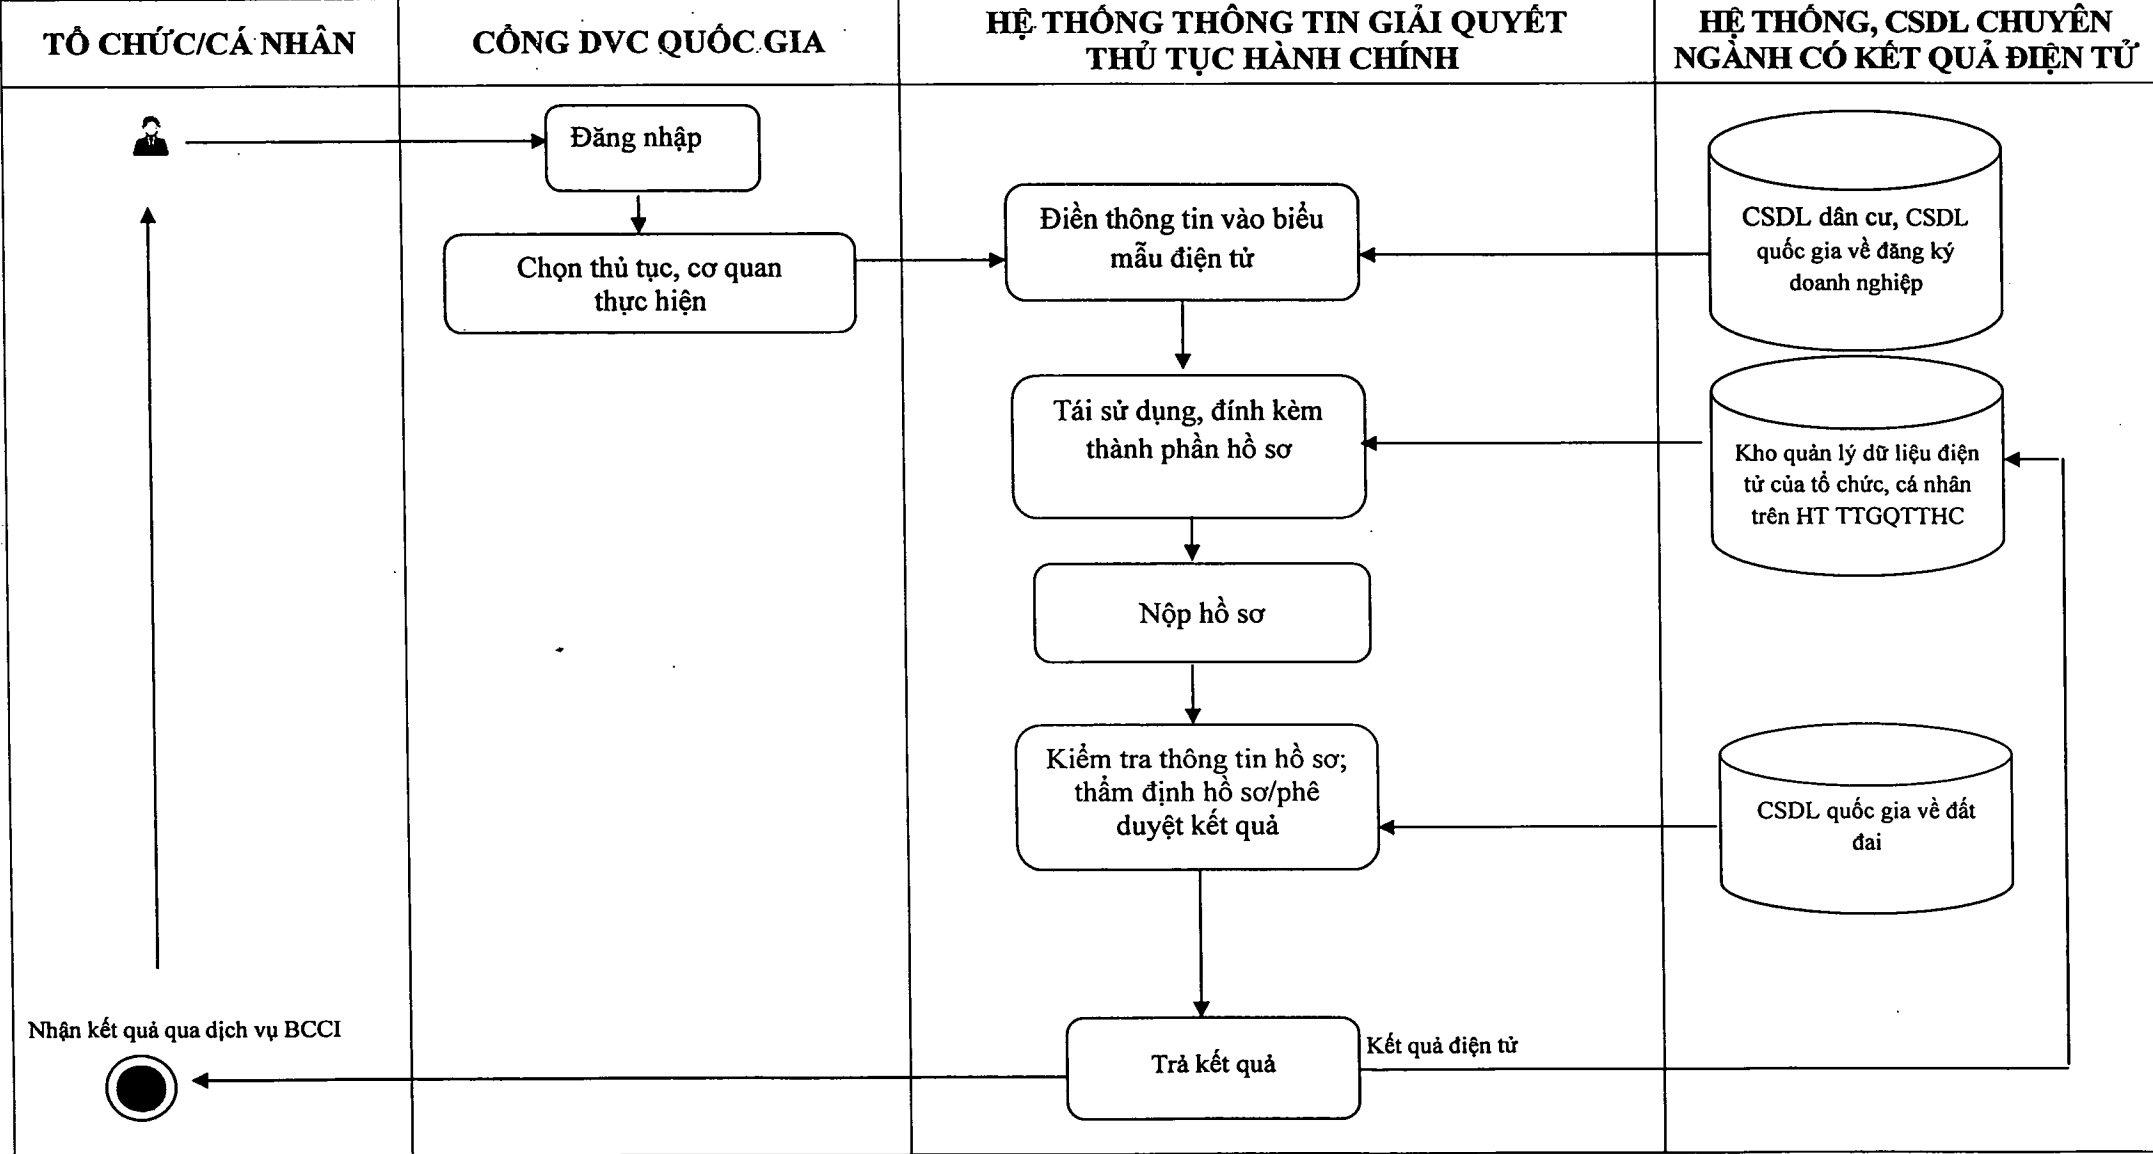 TỔ CHỨC/CÁ NHÂN
CỔNG DVC QUỐC GIA
HỆ THỐNG THÔNG TIN GIẢI QUYẾT
THỦ TỤC HÀNH CHÍNH
HỆ THỐNG, CSDL CHUYÊN
NGÀNH CÓ KẾT QUẢ ĐIỆN TỬ
Đăng nhập
Chọn thủ tục, cơ quan
thực hiện
Điền thông tin vào biểu
mẫu điện tử
CSDL dân cư, CSDL
quốc gia về đăng ký
doanh nghiệp
Tái sử dụng, đính kèm
thành phần hồ sơ
Kho quản lý dữ liệu điện
tử của tổ chức, cá nhân
trên HT TTGQTTHC
Nộp hồ sơ
Kiểm tra thông tin hồ sơ;
thẩm định hồ sơ/phê
duyệt kết quả
CSDL quốc gia về đất
đai
Nhận kết quả qua dịch vụ BCCI
Trả kết quả
Kết quả điện tử